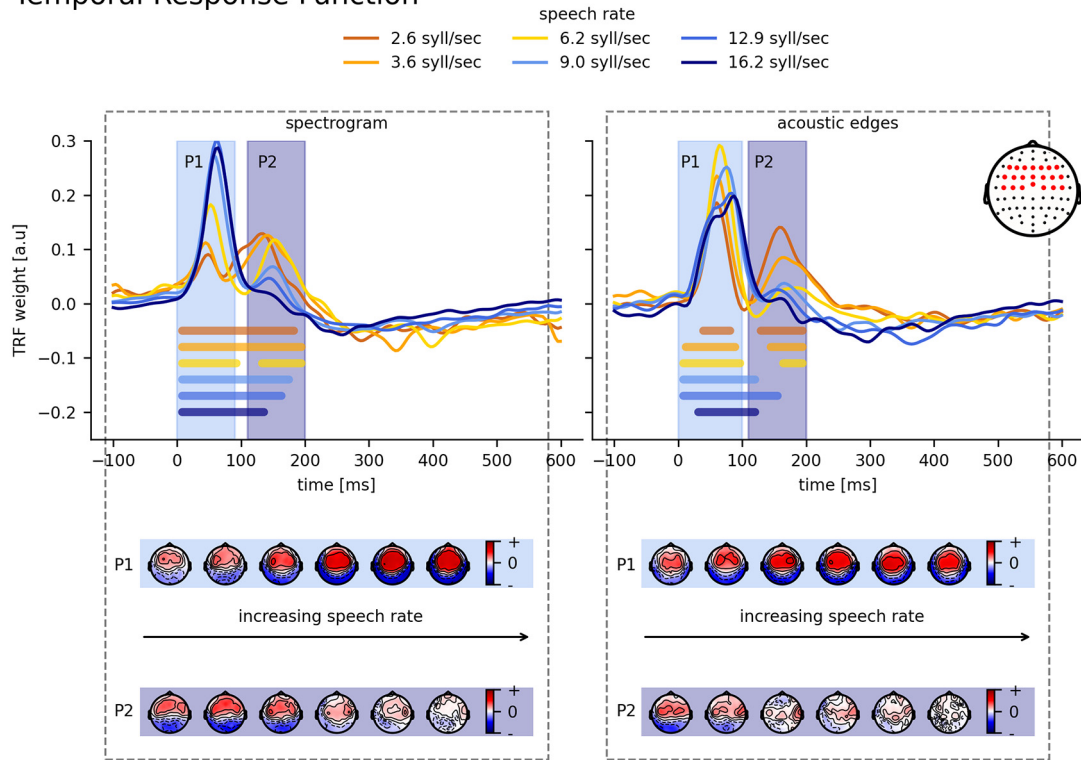 Temporal Response Function
speech rate
2.6 syll/sec 6.2 syll/sec 12.9 syll/sec
3.6 syll/sec 9.0 syll/sec 16.2 syll/sec
spectrogram acoustic edges
P1 P2 P1 P2
0.3
0.2
0.1
0.0
−0.1
−0.2
TRF weight [a.u]
−100 0 100 200 300 400 500 600 −100 0 100 200 300 400 500 600
time [ms] time [ms]
P1 + 0 - P1 + 0 -
increasing speech rate increasing speech rate
P2 + 0 - P2 + 0 -